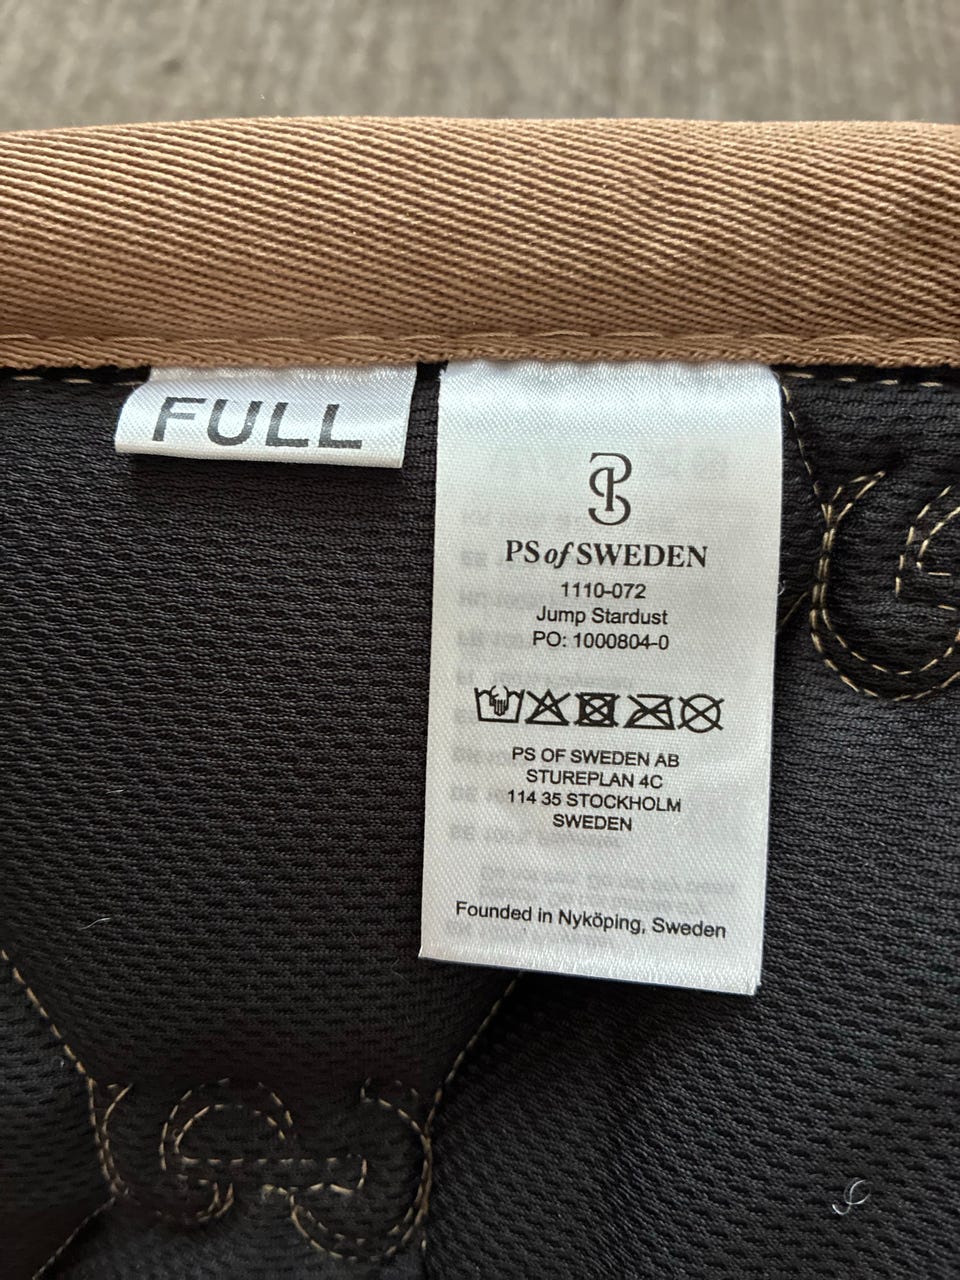 FULL
PS of SWEDEN
1110-072
Jump Stardust
PO: 1000804-0
PS OF SWEDEN AB
STUREPLAN 4C
114 35 STOCKHOLM
SWEDEN
Founded in Nyköping, Sweden